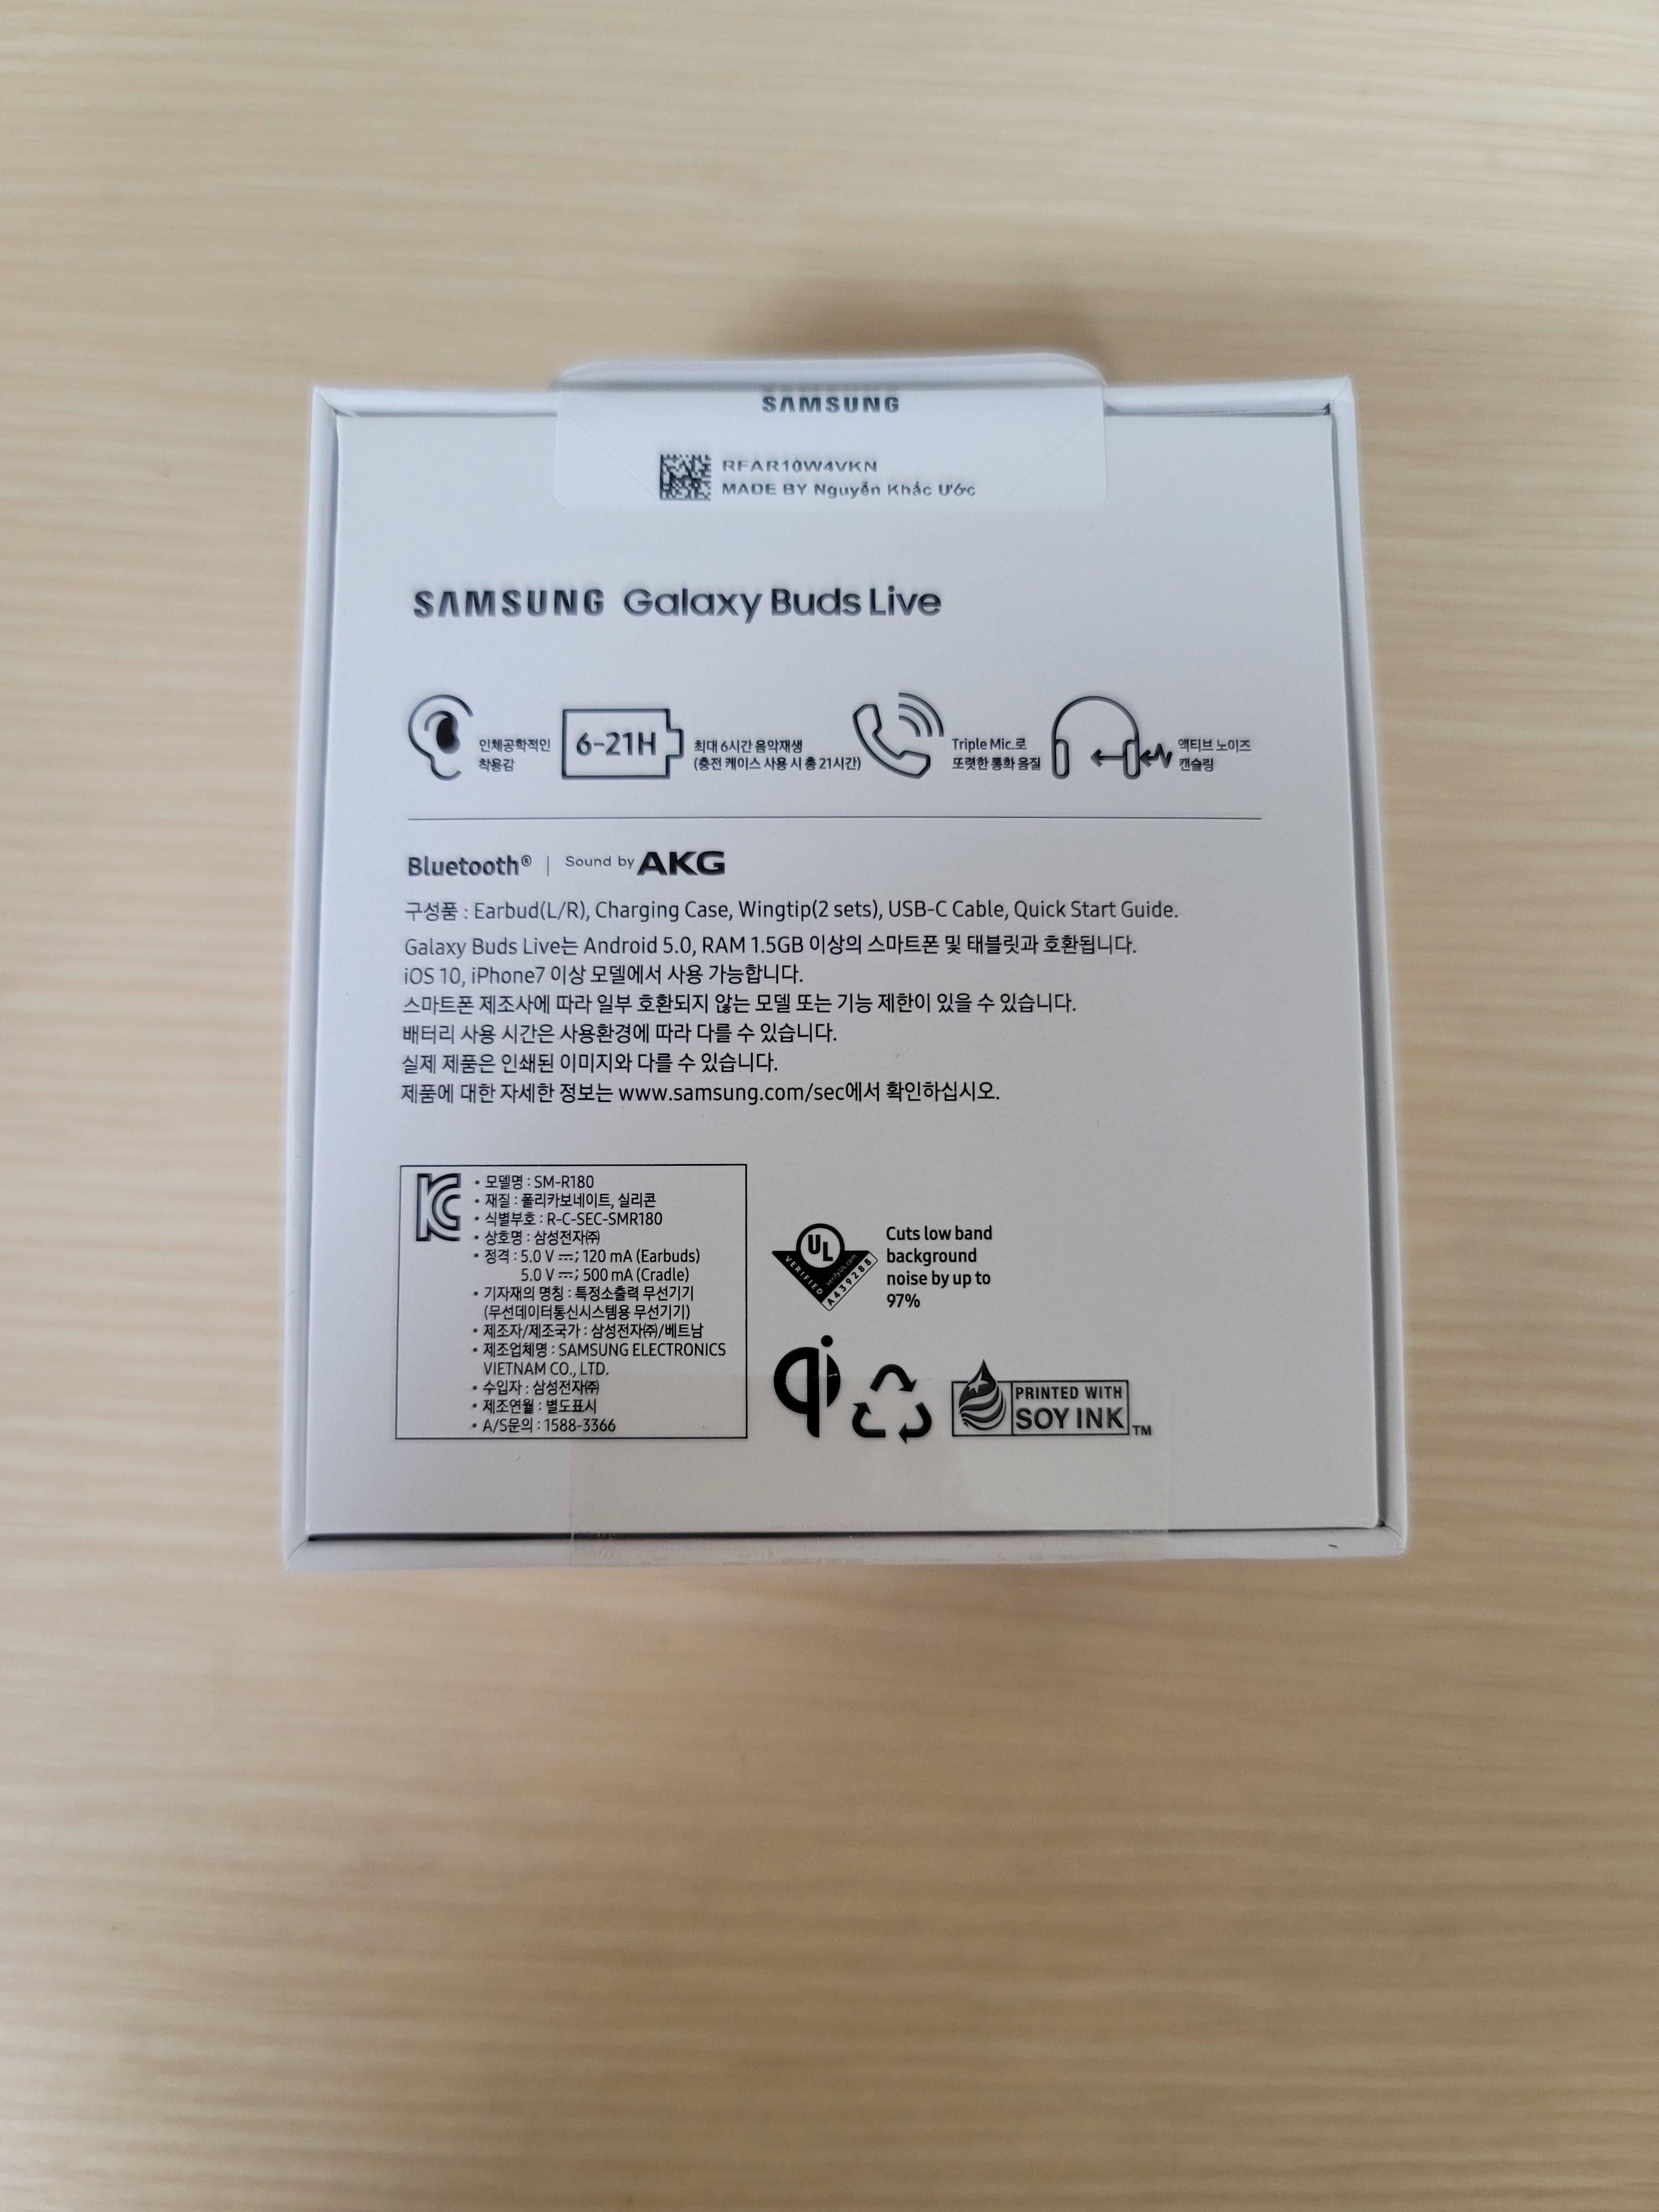 SAMSUNG
RFAR10W4VKN
MADE BY Nguyễn Khắc Ước
SAMSUNG Galaxy Buds Live
인체공학적인
착용감
6-21H
최대 6시간 음악재생
(충전 케이스 사용 시 총 21시간)
Triple Mic.로
또렷한 통화 음질
액티브 노이즈
캔슬링
Bluetooth® | Sound by AKG
구성품 : Earbud(L/R), Charging Case, Wingtip(2 sets), USB-C Cable, Quick Start Guide.
Galaxy Buds Live는 Android 5.0, RAM 1.5GB 이상의 스마트폰 및 태블릿과 호환됩니다.
iOS 10, iPhone7 이상 모델에서 사용 가능합니다.
스마트폰 제조사에 따라 일부 호환되지 않는 모델 또는 기능 제한이 있을 수 있습니다.
배터리 사용 시간은 사용환경에 따라 다를 수 있습니다.
실제 제품은 인쇄된 이미지와 다를 수 있습니다.
제품에 대한 자세한 정보는 www.samsung.com/sec에서 확인하십시오.
• 모델명 : SM-R180
• 재질 : 폴리카보네이트, 실리콘
• 식별부호 : R-C-SEC-SMR180
• 상호명 : 삼성전자㈜
• 정격 : 5.0 V ⎓; 120 mA (Earbuds)
5.0 V ⎓; 500 mA (Cradle)
• 기자재의 명칭 : 특정소출력 무선기기
(무선데이터통신시스템용 무선기기)
• 제조자/제조국가 : 삼성전자㈜/베트남
• 제조업체명 : SAMSUNG ELECTRONICS
VIETNAM CO., LTD.
• 수입자 : 삼성전자㈜
• 제조연월 : 별도표시
• A/S문의 : 1588-3366
UL
VERIFIED
verify.UL.com
A439288
Cuts low band
background
noise by up to
97%
qi
PRINTED WITH
SOY INK™